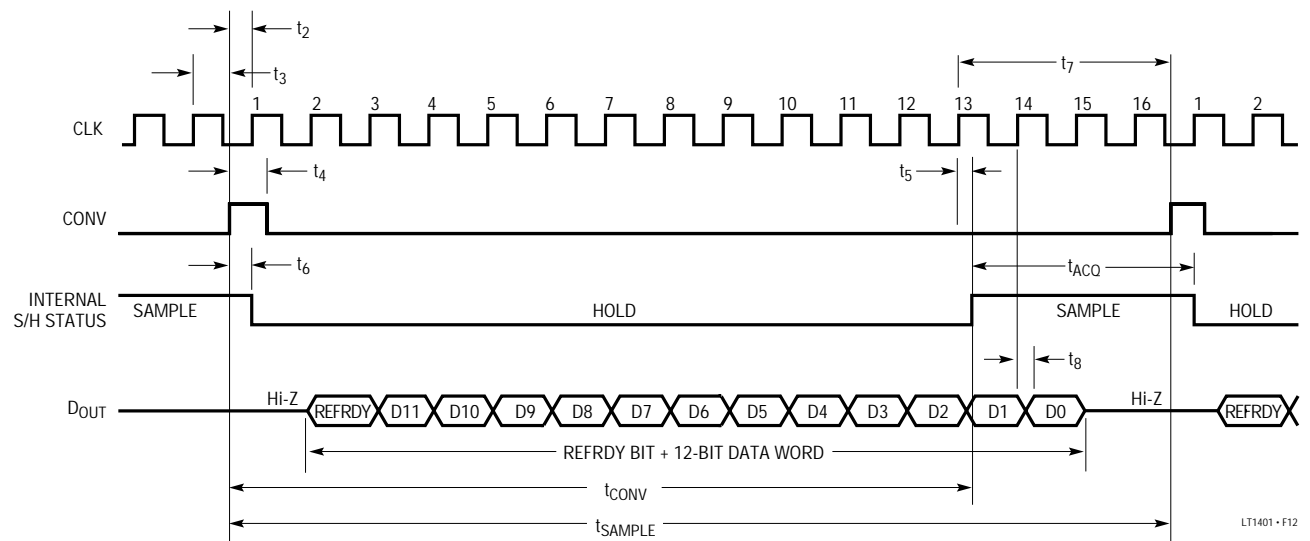 t2
t3
t7
1 2 3 4 5 6 7 8 9 10 11 12 13 14 15 16 1 2
CLK
t4
t5
CONV
t6
tACQ
INTERNAL
S/H STATUS
SAMPLE
HOLD
SAMPLE
HOLD
t8
Hi-Z
Hi-Z
DOUT
REFRDY D11 D10 D9 D8 D7 D6 D5 D4 D3 D2 D1 D0 REFRDY
REFRDY BIT + 12-BIT DATA WORD
tCONV
tSAMPLE
LT1401 • F12